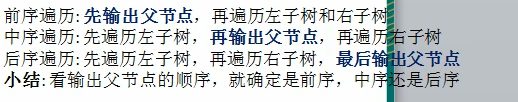 前序遍历: 先输出父节点，再遍历左子树和右子树
中序遍历: 先遍历左子树，再输出父节点，再遍历右子树
后序遍历: 先遍历左子树，再遍历右子树，最后输出父节点
小结: 看输出父节点的顺序，就确定是前序，中序还是后序